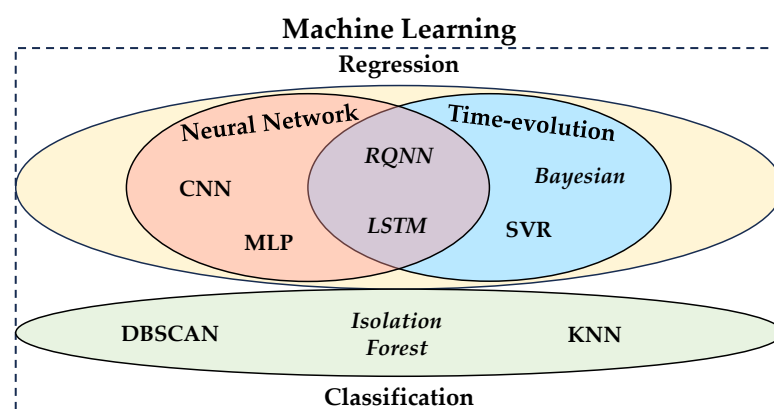 Machine Learning
Regression
Neural Network
Time-evolution
RQNN
CNN
Bayesian
LSTM
MLP
SVR
DBSCAN
Isolation
Forest
KNN
Classification